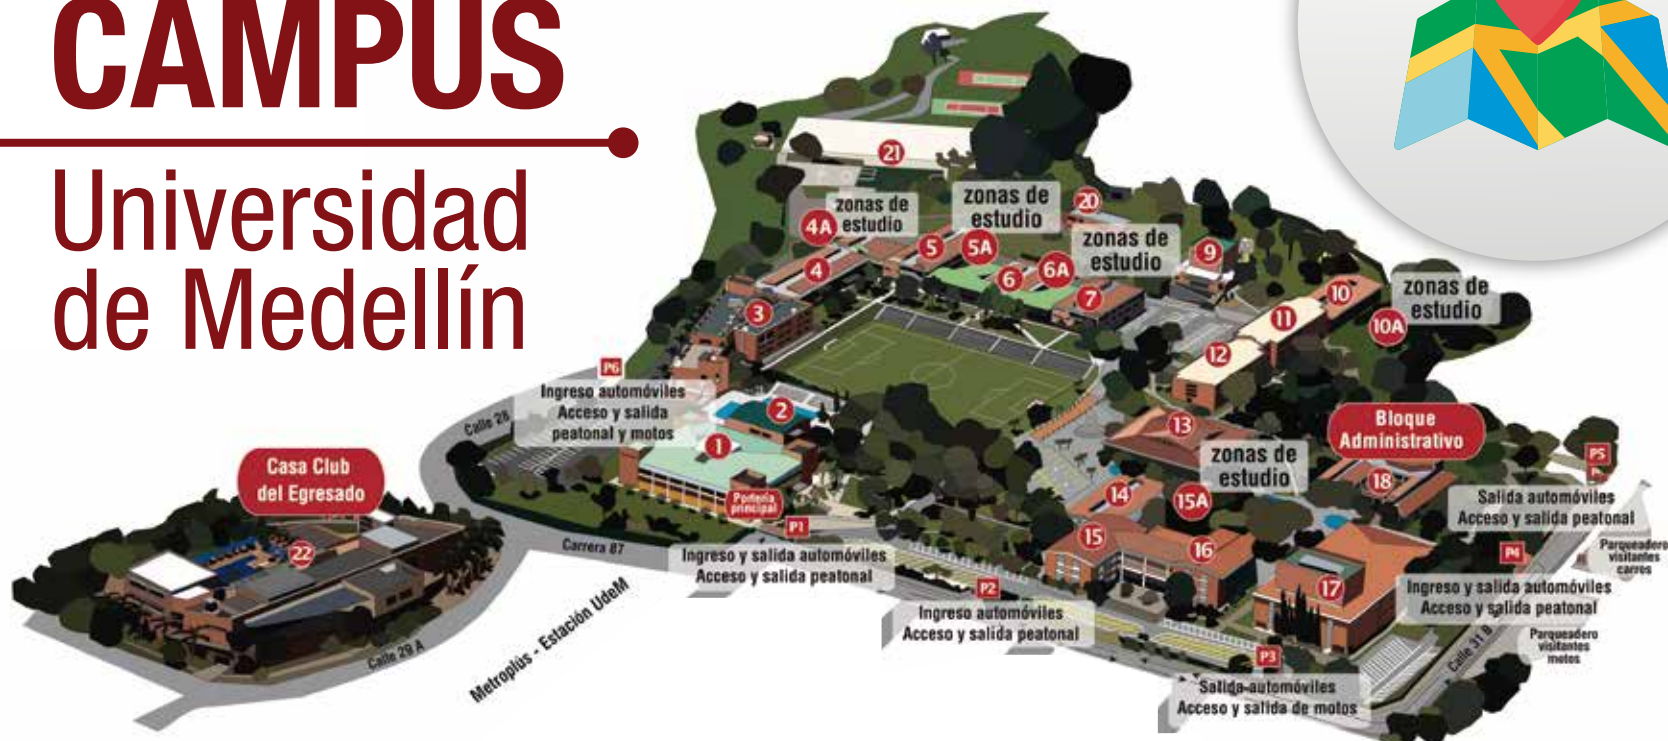 CAMPUS
Universidad
de Medellín
21
20
zonas de
estudio
4A
zonas de
estudio
5A
5
4
zonas de
estudio
6A
6
7
9
3
10
11
12
zonas de
estudio
10A
P6
Ingreso automóviles
Acceso y salida
peatonal y motos
Calle 28
2
1
13
Bloque
Administrativo
18
zonas de
estudio
15A
14
15
16
17
Casa Club
del Egresado
22
Portería
principal
P1
Ingreso y salida automóviles
Acceso y salida peatonal
Carrera 87
Calle 29 A
Metroplús - Estación UdeM
P2
Ingreso automóviles
Acceso y salida peatonal
P3
Salida automóviles
Acceso y salida de motos
P5
Salida automóviles
Acceso y salida peatonal
P4
Ingreso y salida automóviles
Acceso y salida peatonal
Parqueadero
visitantes
carros
Parqueadero
visitantes
motos
Calle 31 B